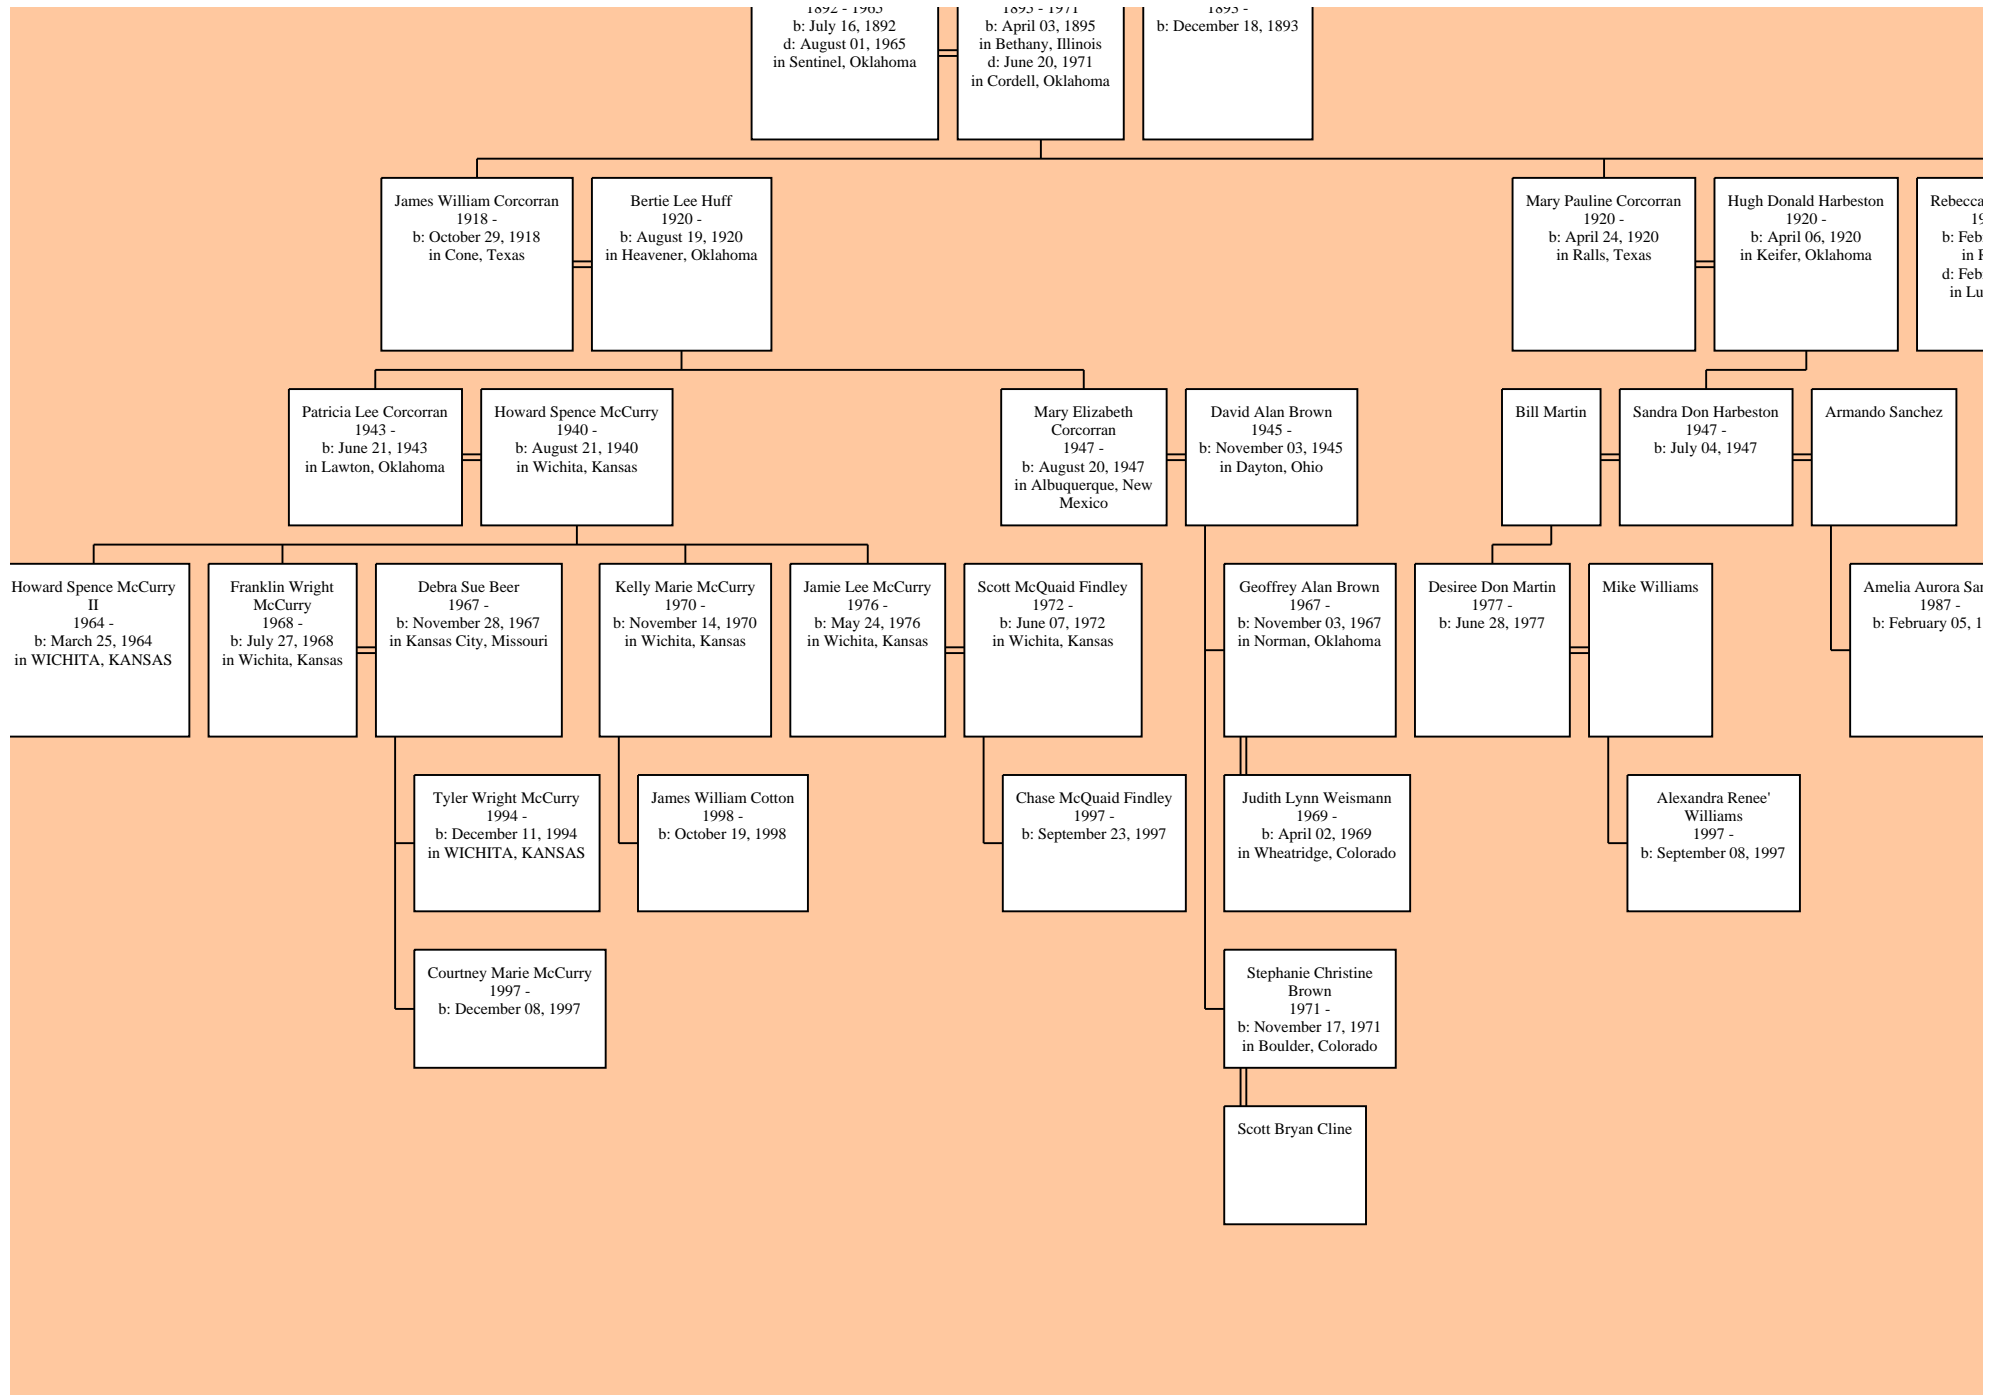 1892 - 1965
b: July 16, 1892
d: August 01, 1965
in Sentinel, Oklahoma
1895 - 1971
b: April 03, 1895
in Bethany, Illinois
d: June 20, 1971
in Cordell, Oklahoma
1893 -
b: December 18, 1893
James William Corcorran
1918 -
b: October 29, 1918
in Cone, Texas
Bertie Lee Huff
1920 -
b: August 19, 1920
in Heavener, Oklahoma
Mary Pauline Corcorran
1920 -
b: April 24, 1920
in Ralls, Texas
Hugh Donald Harbeston
1920 -
b: April 06, 1920
in Keifer, Oklahoma
Rebecca
b:
in
d:
in
Patricia Lee Corcorran
1943 -
b: June 21, 1943
in Lawton, Oklahoma
Howard Spence McCurry
1940 -
b: August 21, 1940
in Wichita, Kansas
Mary Elizabeth
Corcorran
1947 -
b: August 20, 1947
in Albuquerque, New
Mexico
David Alan Brown
1945 -
b: November 03, 1945
in Dayton, Ohio
Bill Martin
Sandra Don Harbeston
1947 -
b: July 04, 1947
Armando Sanchez
Howard Spence McCurry
II
1964 -
b: March 25, 1964
in WICHITA, KANSAS
Franklin Wright
McCurry
1968 -
b: July 27, 1968
in Wichita, Kansas
Debra Sue Beer
1967 -
b: November 28, 1967
in Kansas City, Missouri
Kelly Marie McCurry
1970 -
b: November 14, 1970
in Wichita, Kansas
Jamie Lee McCurry
1976 -
b: May 24, 1976
in Wichita, Kansas
Scott McQuaid Findley
1972 -
b: June 07, 1972
in Wichita, Kansas
Geoffrey Alan Brown
1967 -
b: November 03, 1967
in Norman, Oklahoma
Desiree Don Martin
1977 -
b: June 28, 1977
Mike Williams
Amelia Aurora
1987 -
b: February 05,
Tyler Wright McCurry
1994 -
b: December 11, 1994
in WICHITA, KANSAS
James William Cotton
1998 -
b: October 19, 1998
Chase McQuaid Findley
1997 -
b: September 23, 1997
Judith Lynn Weismann
1969 -
b: April 02, 1969
in Wheatridge, Colorado
Alexandra Renee'
Williams
1997 -
b: September 08, 1997
Courtney Marie McCurry
1997 -
b: December 08, 1997
Stephanie Christine
Brown
1971 -
b: November 17, 1971
in Boulder, Colorado
Scott Bryan Cline